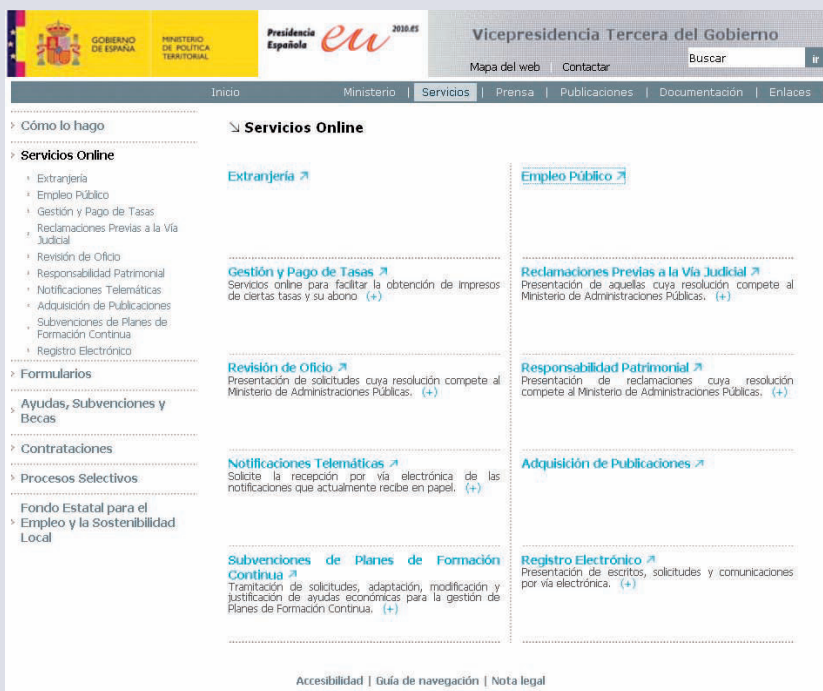 GOBIERNO
DE ESPAÑA
MINISTERIO
DE POLÍTICA
TERRITORIAL
Presidencia
Española
eu
2010.es
Vicepresidencia Tercera del Gobierno
Mapa del web | Contactar
Buscar
ir
Inicio
Ministerio | Servicios | Prensa | Publicaciones | Documentación | Enlaces
Cómo lo hago
Servicios Online
Extranjería
Empleo Público
Gestión y Pago de Tasas
Reclamaciones Previas a la Vía
Judicial
Revisión de Oficio
Responsabilidad Patrimonial
Notificaciones Telemáticas
Adquisición de Publicaciones
Subvenciones de Planes de
Formación Continua
Registro Electrónico
Formularios
Ayudas, Subvenciones y
Becas
Contrataciones
Procesos Selectivos
Fondo Estatal para el
Empleo y la Sostenibilidad
Local
Servicios Online
Extranjería
Empleo Público
Gestión y Pago de Tasas
Servicios online para facilitar la obtención de impresos
de ciertas tasas y su abono (+)
Reclamaciones Previas a la Vía Judicial
Presentación de aquellas cuya resolución compete al
Ministerio de Administraciones Públicas. (+)
Revisión de Oficio
Presentación de solicitudes cuya resolución compete al
Ministerio de Administraciones Públicas. (+)
Responsabilidad Patrimonial
Presentación de reclamaciones cuya resolución
compete al Ministerio de Administraciones Públicas. (+)
Notificaciones Telemáticas
Solicite la recepción por vía electrónica de las
notificaciones que actualmente recibe en papel. (+)
Adquisición de Publicaciones
Subvenciones de Planes de Formación
Continua
Tramitación de solicitudes, adaptación, modificación y
justificación de ayudas económicas para la gestión de
Planes de Formación Continua. (+)
Registro Electrónico
Presentación de escritos, solicitudes y comunicaciones
por vía electrónica. (+)
Accesibilidad | Guía de navegación | Nota legal